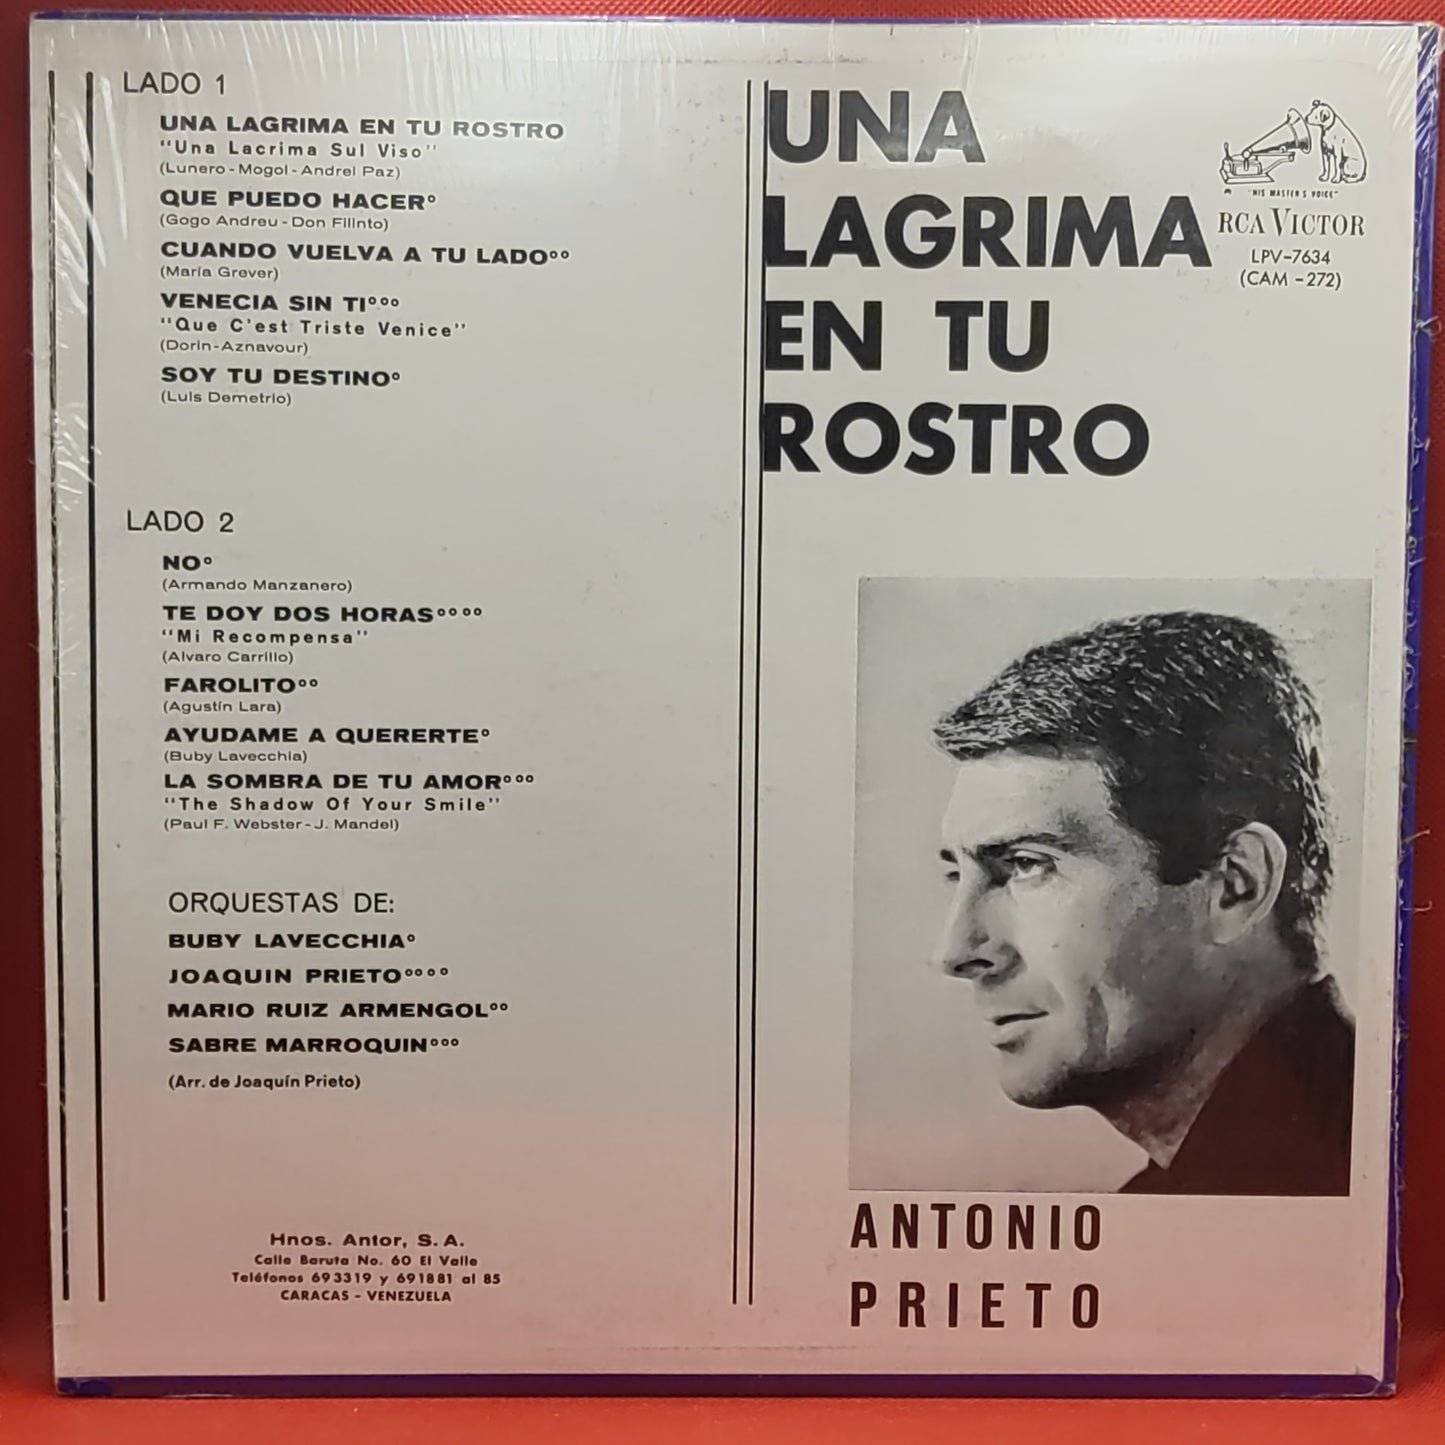 LADO 1
UNA LAGRIMA EN TU ROSTRO
"Una Lacrima Sul Viso"
(Lunero-Mogol-Andrel Paz)
QUE PUEDO HACER°
(Gogo Andreu-Don Filinto)
CUANDO VUELVA A TU LADO°°
(María Grever)
VENECIA SIN TI°°°
"Que C'est Triste Venice"
(Dorin-Aznavour)
SOY TU DESTINO°
(Luis Demetrio)
LADO 2
NO°
(Armando Manzanero)
TE DOY DOS HORAS°°°°
"Mi Recompensa"
(Alvaro Carrillo)
FAROLITO°°
(Agustín Lara)
AYUDAME A QUERERTE°
(Buby Lavecchia)
LA SOMBRA DE TU AMOR°°°
"The Shadow Of Your Smile"
(Paul F. Webster-J. Mandel)
ORQUESTAS DE:
BUBY LAVECCHIA°
JOAQUIN PRIETO°°°°
MARIO RUIZ ARMENGOL°°
SABRE MARROQUIN°°°
(Arr. de Joaquín Prieto)
Hnos. Antor, S. A.
Calle Baruta No. 60 El Valle
Teléfonos 693319 y 691881 al 85
CARACAS - VENEZUELA
UNA
LAGRIMA
EN TU
ROSTRO
"HIS MASTER'S VOICE"
RCA VICTOR
LPV-7634
(CAM -272)
ANTONIO
PRIETO